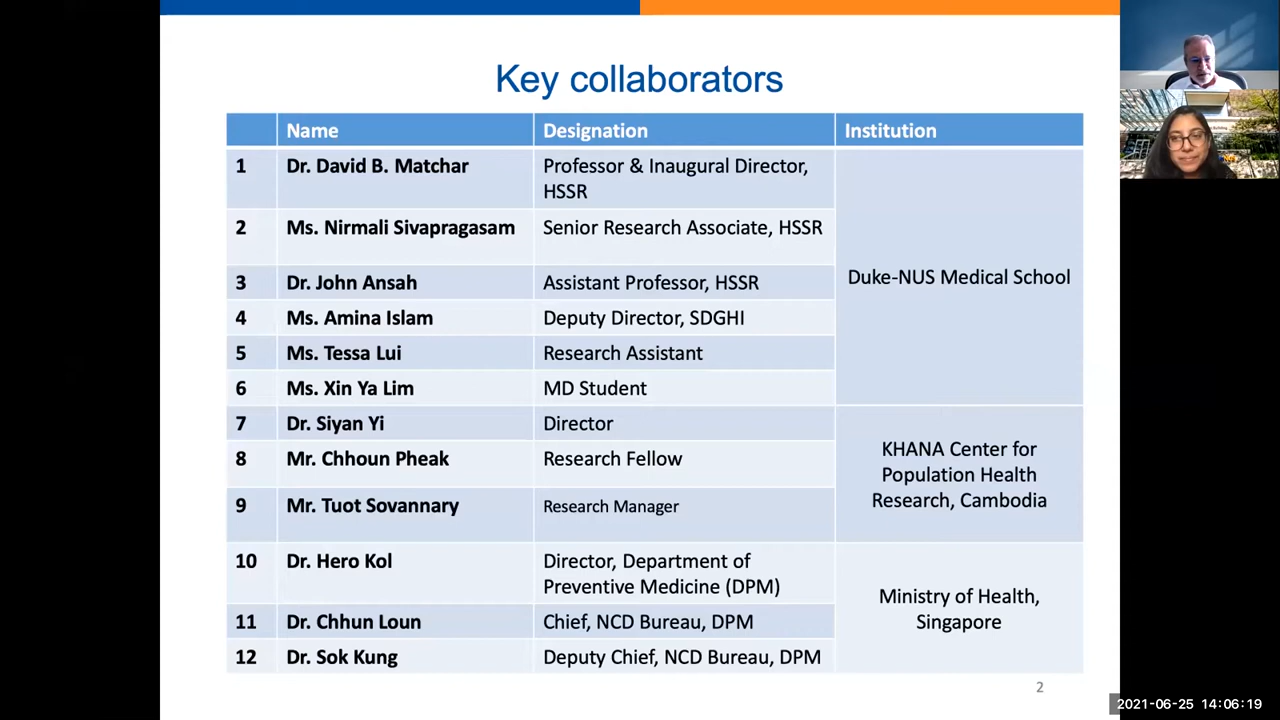 Key collaborators
Name Designation Institution
1 Dr. David B. Matchar Professor & Inaugural Director,
HSSR
2 Ms. Nirmali Sivapragasam Senior Research Associate, HSSR
3 Dr. John Ansah Assistant Professor, HSSR
Duke-NUS Medical School
4 Ms. Amina Islam Deputy Director, SDGHI
5 Ms. Tessa Lui Research Assistant
6 Ms. Xin Ya Lim MD Student
7 Dr. Siyan Yi Director
8 Mr. Chhoun Pheak Research Fellow
9 Mr. Tuot Sovannary Research Manager
KHANA Center for
Population Health
Research, Cambodia
10 Dr. Hero Kol Director, Department of
Preventive Medicine (DPM)
11 Dr. Chhun Loun Chief, NCD Bureau, DPM
12 Dr. Sok Kung Deputy Chief, NCD Bureau, DPM
Ministry of Health,
Singapore
2
2021-06-25 14:06:19